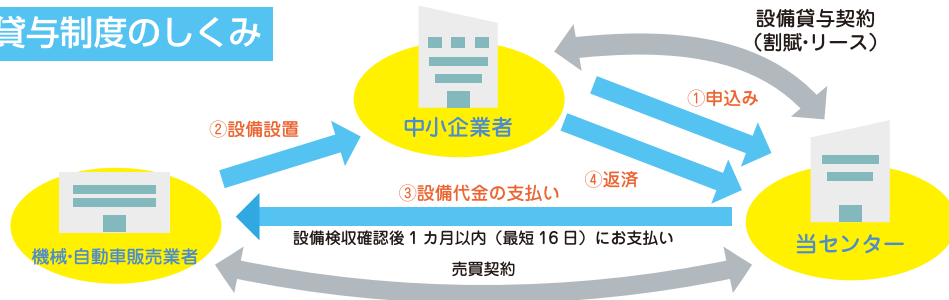 貸与制度のしくみ
設備貸与契約
（割賦・リース）
①申込み
②設備設置
中小企業者
④返済
③設備代金の支払い
設備検収確認後1カ月以内（最短16日）にお支払い
機械・自動車販売業者
当センター
売買契約